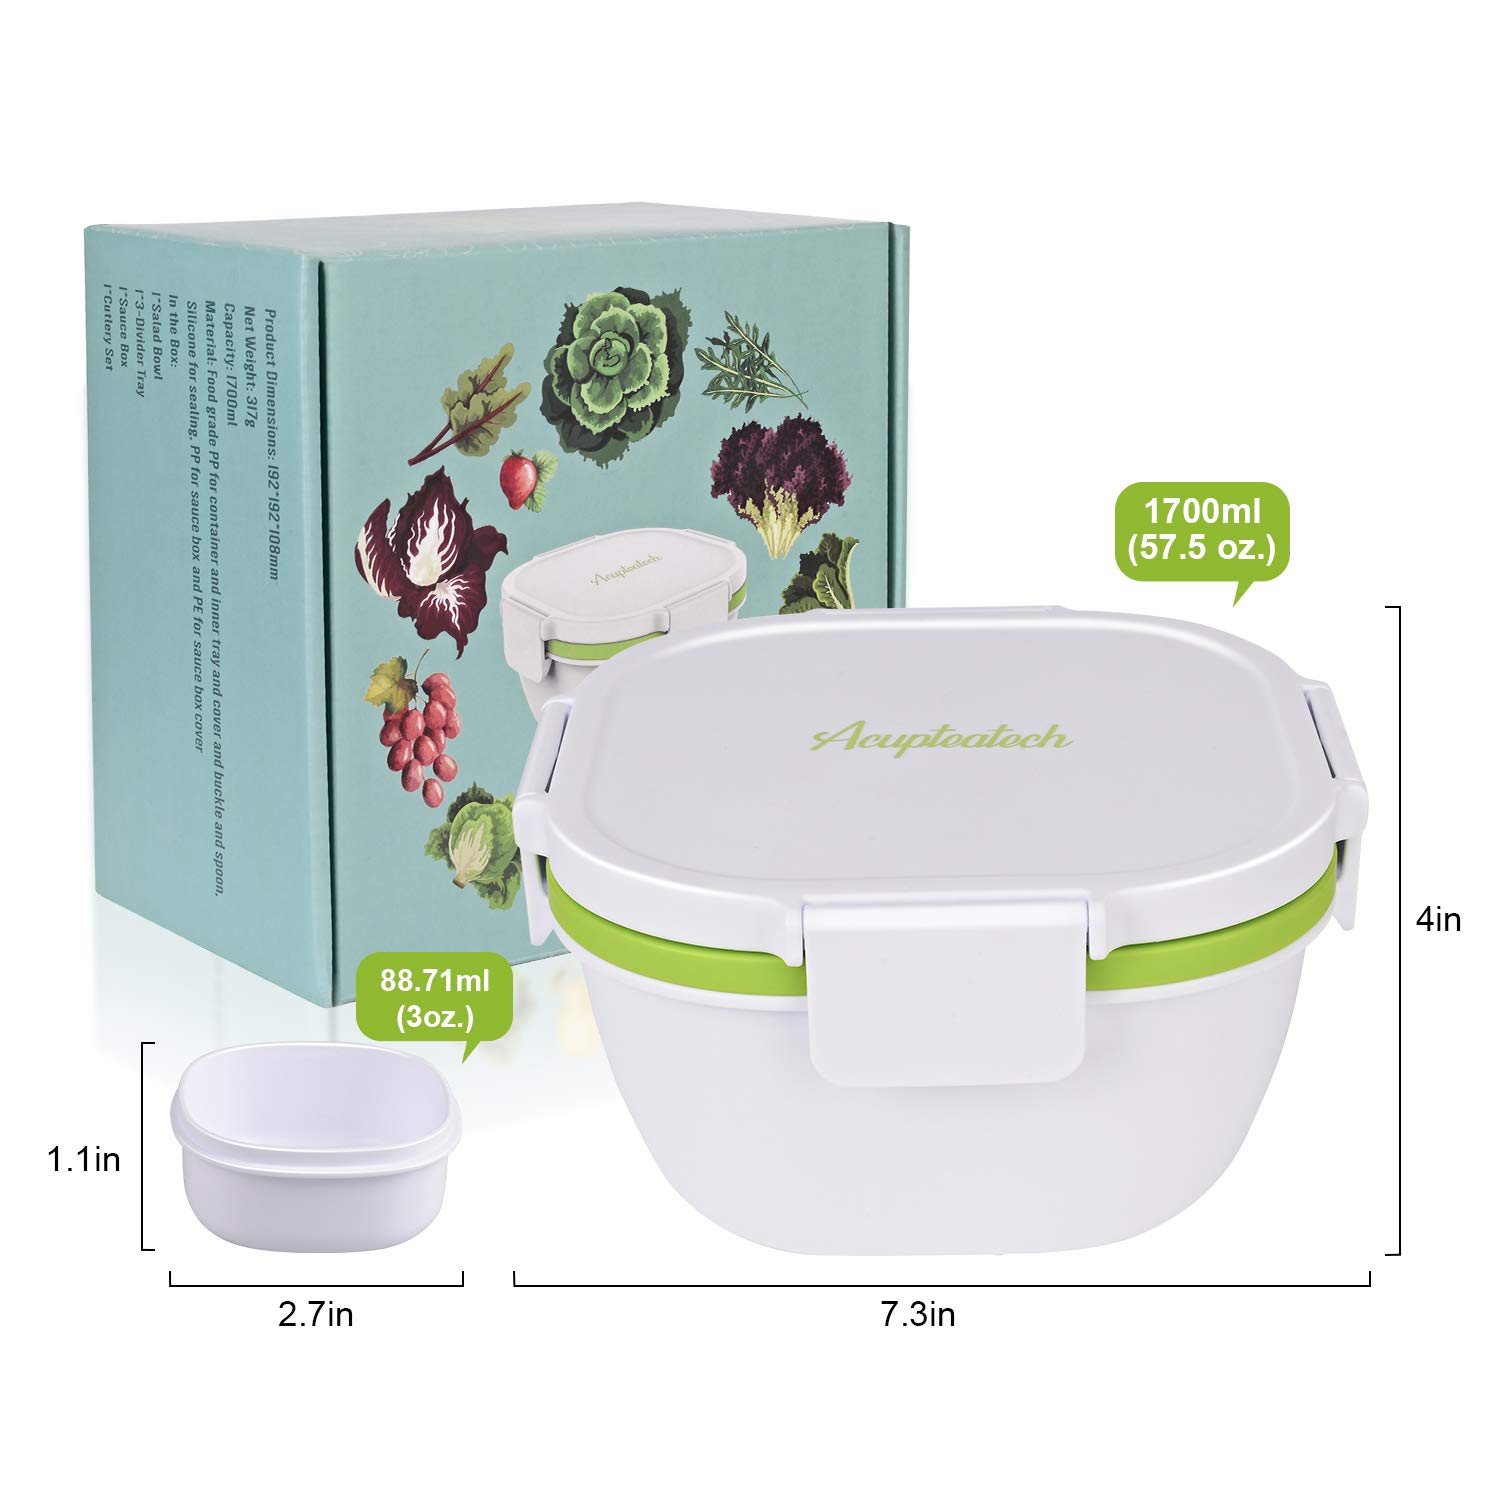 Product Dimensions: 192*192*108mm
Net Weight: 317g
Capacity: 1700ml
Material: Food grade PP for container and inner tray and cover and buckle and spoon,
Silicone for sealing, PP for sauce box and PE for sauce box cover
In the Box:
1*Salad Bowl
1*3-Divider Tray
1*Sauce Box
1*Cutlery Set
Acupteatech
1700ml
(57.5 oz.)
Acupteatech
4in
88.71ml
(3oz.)
1.1in
2.7in
7.3in